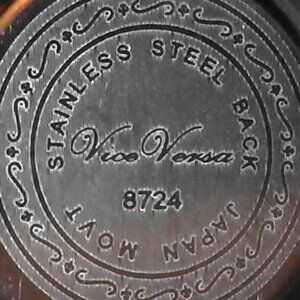 STAINLESS STEEL BACK
Vice Versa
8724
JAPAN MOVT